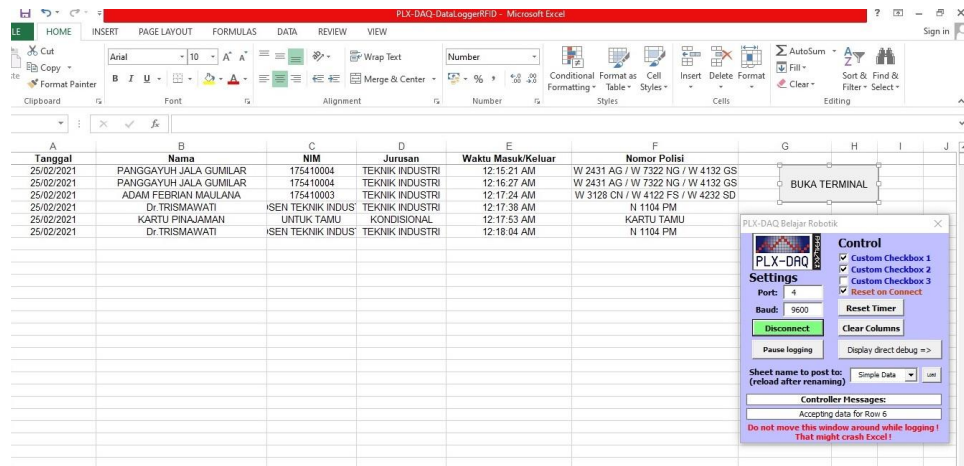 PLX-DAQ-DataLoggerRFID - Microsoft Excel
Sign in
HOME INSERT PAGE LAYOUT FORMULAS DATA REVIEW VIEW
Cut
Copy
Format Painter
Clipboard
Arial 10
B I U
Font
Wrap Text
Merge & Center
Alignment
Number
% ,
Number
Conditional Formatting
Format as Table
Cell Styles
Styles
Insert Delete Format
Cells
AutoSum
Fill
Clear
Sort & Filter
Find & Select
Editing
fx
A B C D E F G H I J
Tanggal Nama NIM Jurusan Waktu Masuk/Keluar Nomor Polisi
25/02/2021 PANGGAYUH JALA GUMILAR 175410004 TEKNIK INDUSTRI 12:15:21 AM W 2431 AG / W 7322 NG / W 4132 GS
25/02/2021 PANGGAYUH JALA GUMILAR 175410004 TEKNIK INDUSTRI 12:16:27 AM W 2431 AG / W 7322 NG / W 4132 GS
25/02/2021 ADAM FEBRIAN MAULANA 175410003 TEKNIK INDUSTRI 12:17:24 AM W 3128 CN / W 4122 FS / W 4232 SD
25/02/2021 Dr.TRISMAWATI OSEN TEKNIK INDUST TEKNIK INDUSTRI 12:17:38 AM N 1104 PM
25/02/2021 KARTU PINAJAMAN UNTUK TAMU KONDISIONAL 12:17:53 AM KARTU TAMU
25/02/2021 Dr.TRISMAWATI OSEN TEKNIK INDUST TEKNIK INDUSTRI 12:18:04 AM N 1104 PM
BUKA TERMINAL
PLX-DAQ Belajar Robotik
PLX-DAQ
Control
Custom Checkbox 1
Custom Checkbox 2
Custom Checkbox 3
Reset on Connect
Settings
Port: 4
Baud: 9600
Reset Timer
Disconnect
Clear Columns
Pause logging
Display direct debug =>
Sheet name to post to:
(reload after renaming)
Simple Data
Load
Controller Messages:
Accepting data for Row 6
Do not move this window around while logging !
That might crash Excel !